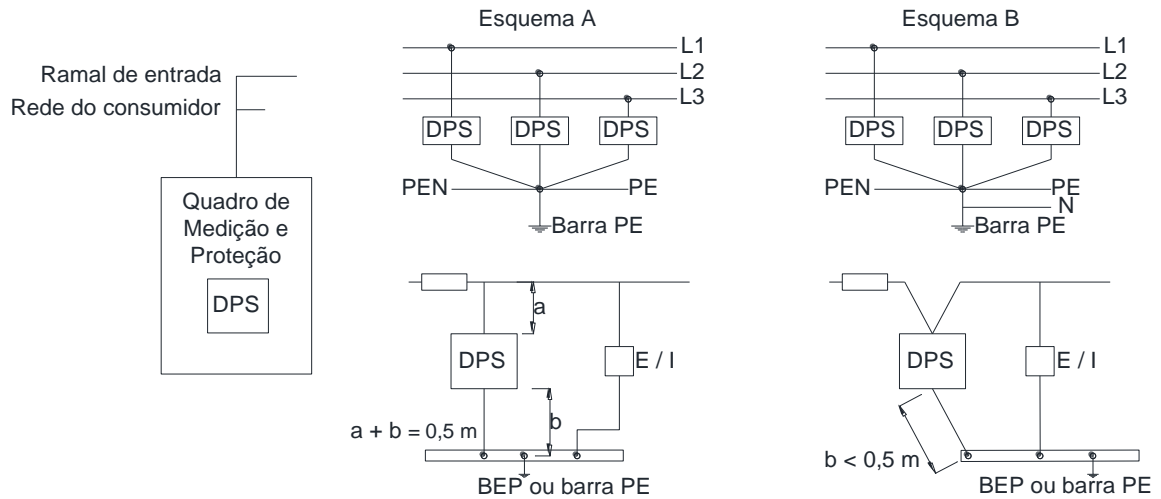 Esquema A
Esquema B
Ramal de entrada
Rede do consumidor
Quadro de
Medição e
Proteção
DPS
L1
L2
L3
DPS DPS DPS
PEN PE
Barra PE
L1
L2
L3
DPS DPS DPS
PEN PE
N
Barra PE
a
DPS
E / I
b
a + b = 0,5 m
BEP ou barra PE
DPS
E / I
b < 0,5 m
BEP ou barra PE